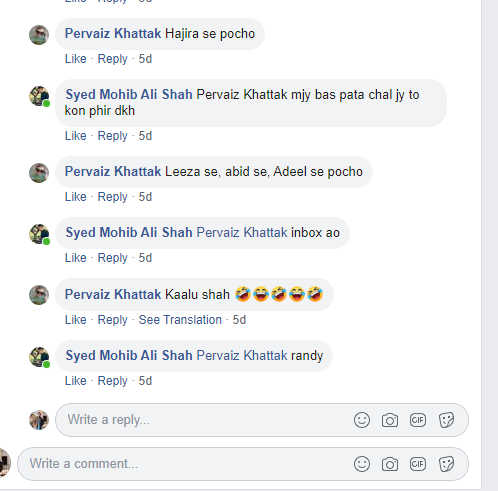 Like · Reply · 5d
Pervaiz Khattak Hajira se pocho
Like · Reply · 5d
Syed Mohib Ali Shah Pervaiz Khattak mjy bas pata chal jy to
kon phir dkh
Like · Reply · 5d
Pervaiz Khattak Leeza se, abid se, Adeel se pocho
Like · Reply · 5d
Syed Mohib Ali Shah Pervaiz Khattak inbox ao
Like · Reply · 5d
Pervaiz Khattak Kaalu shah 🤣😂🤣😂🤣
Like · Reply · See Translation · 5d
Syed Mohib Ali Shah Pervaiz Khattak randy
Like · Reply · 5d
Write a reply...
GIF
Write a comment...
GIF